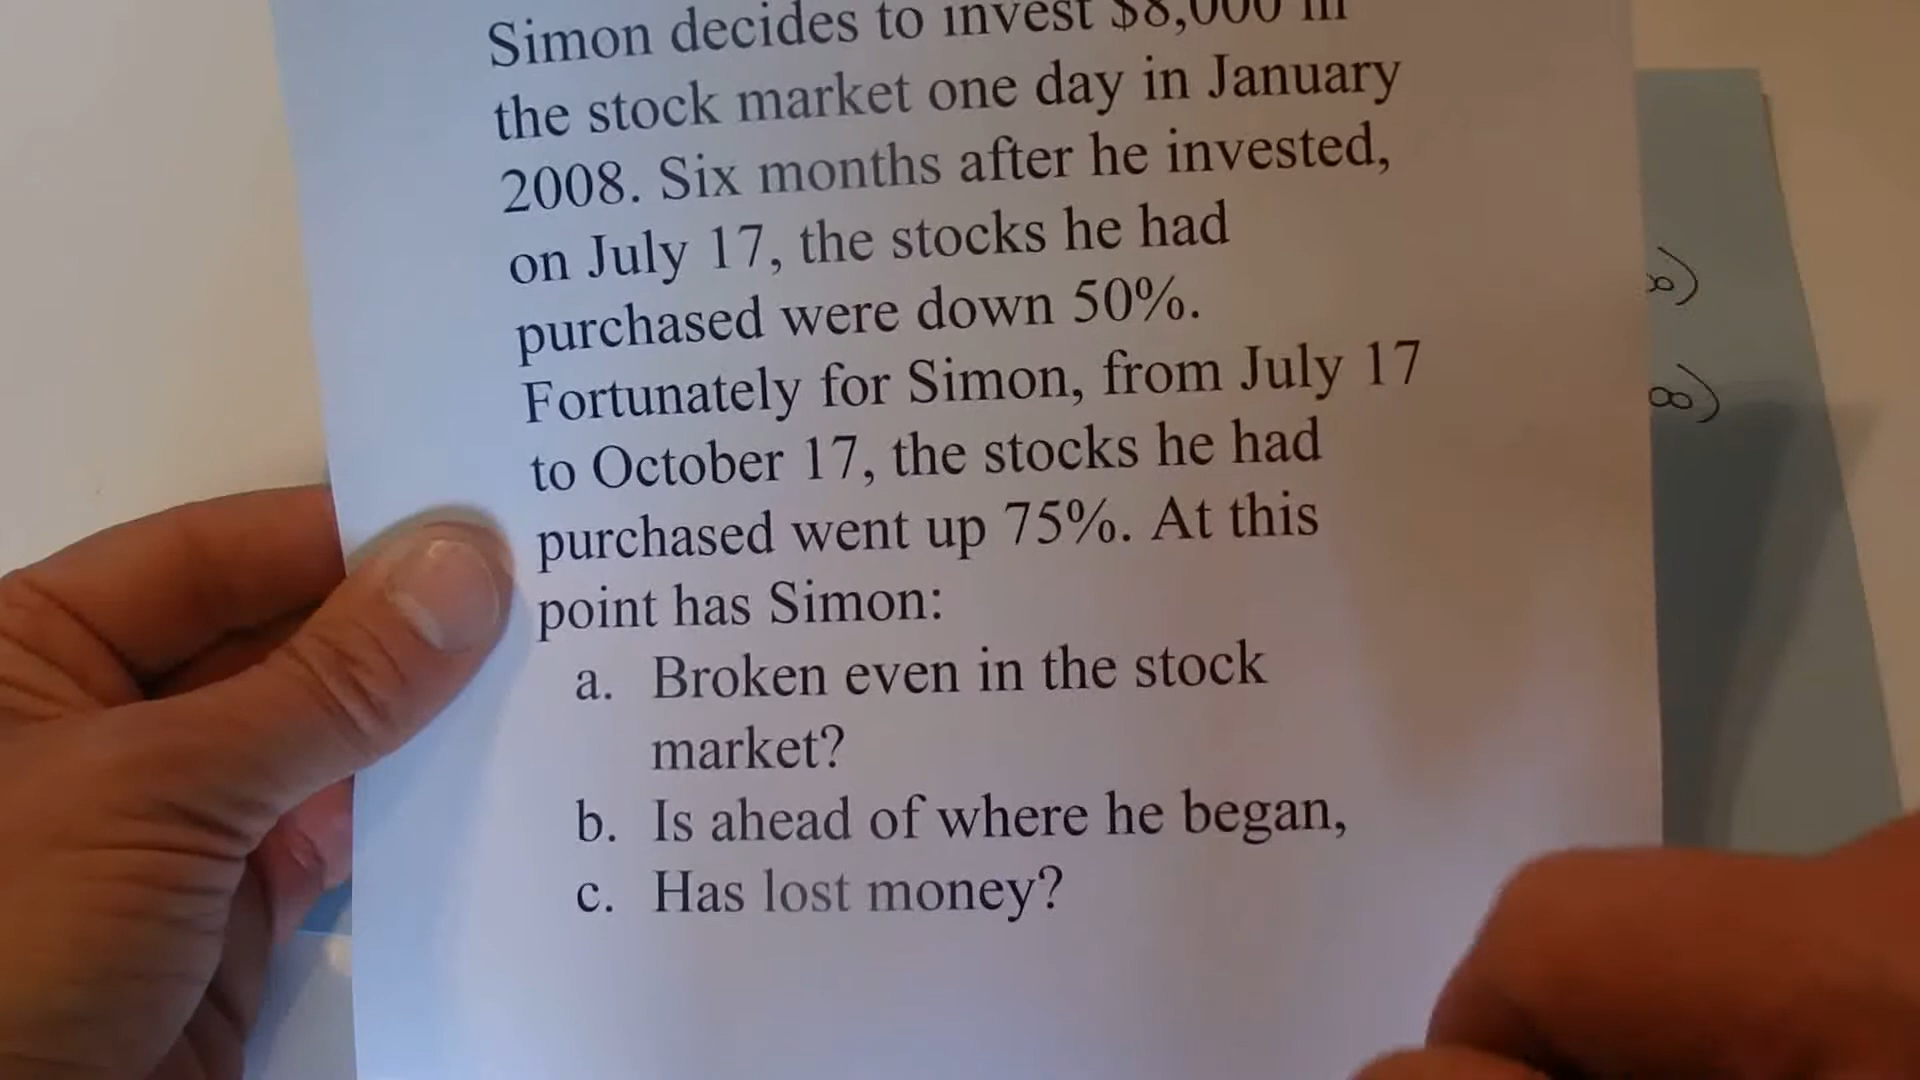 Simon decides to invest $8,000 in
the stock market one day in January
2008. Six months after he invested,
on July 17, the stocks he had
purchased were down 50%.
Fortunately for Simon, from July 17
to October 17, the stocks he had
purchased went up 75%. At this
point has Simon:
a. Broken even in the stock
market?
b. Is ahead of where he began,
c. Has lost money?
∞)
∞)